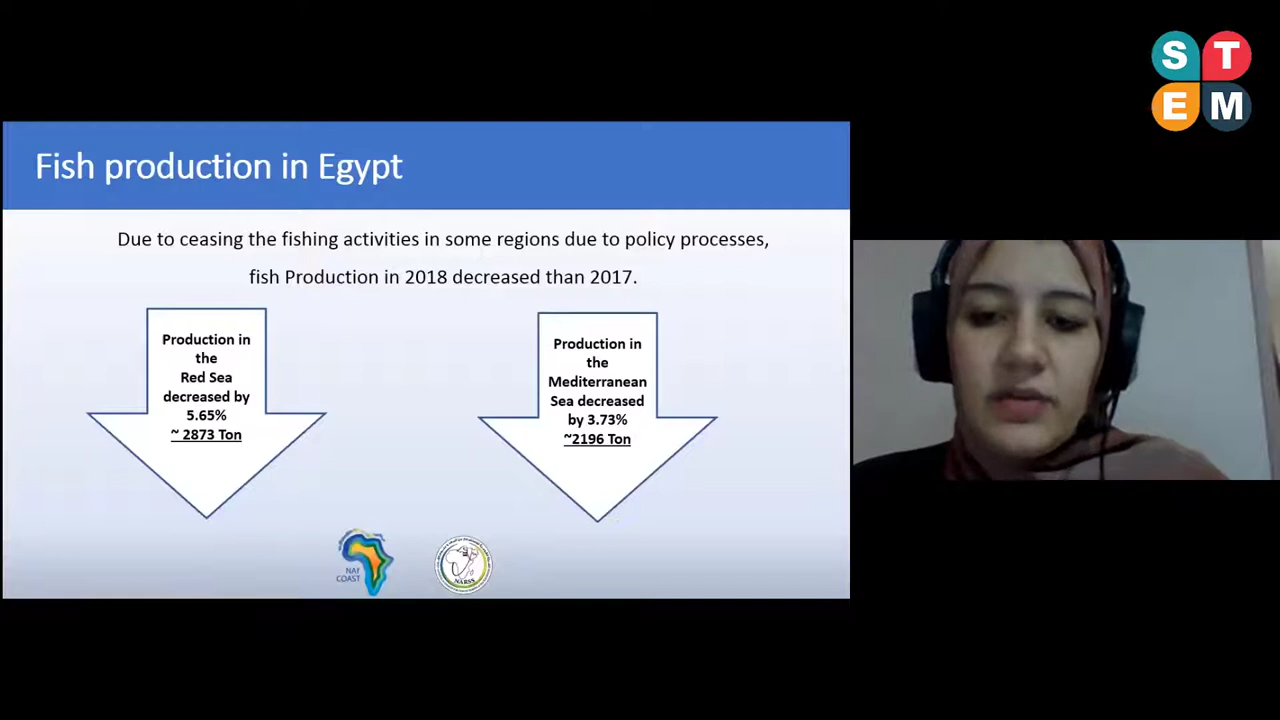 S T
E M
Fish production in Egypt
Due to ceasing the fishing activities in some regions due to policy processes,
fish Production in 2018 decreased than 2017.
Production in
the
Red Sea
decreased by
5.65%
~ 2873 Ton
Production in
the
Mediterranean
Sea decreased
by 3.73%
~2196 Ton
NAF
COAST
NARSS